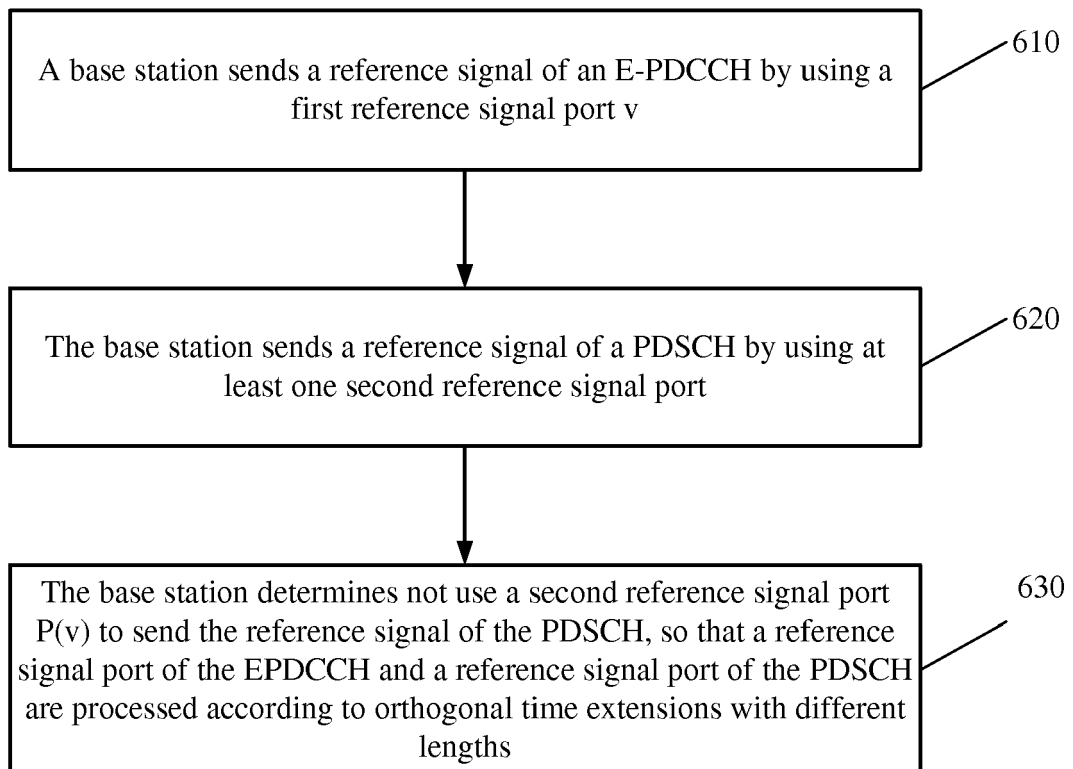 A base station sends a reference signal of an E-PDCCH by using a
first reference signal port v
610
The base station sends a reference signal of a PDSCH by using at
least one second reference signal port
620
The base station determines not use a second reference signal port
P(v) to send the reference signal of the PDSCH, so that a reference
signal port of the EPDCCH and a reference signal port of the PDSCH
are processed according to orthogonal time extensions with different
lengths
630